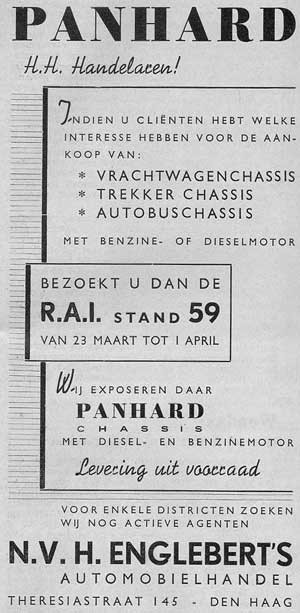 PANHARD
H.H. Handelaren!
INDIEN U CLIËNTEN HEBT WELKE
INTERESSE HEBBEN VOOR DE AAN-
KOOP VAN:
* VRACHTWAGENCHASSIS
* TREKKER CHASSIS
* AUTOBUSCHASSIS
MET BENZINE- OF DIESELMOTOR
BEZOEKT U DAN DE
R.A.I. STAND 59
VAN 23 MAART TOT 1 APRIL
WIJ EXPOSEREN DAAR
PANHARD
CHASSIS
MET DIESEL- EN BENZINEMOTOR
Levering uit voorraad
VOOR ENKELE DISTRICTEN ZOEKEN
WIJ NOG ACTIEVE AGENTEN
N.V. H. ENGLEBERT'S
AUTOMOBIELHANDEL
THERESIASTRAAT 145 - DEN HAAG